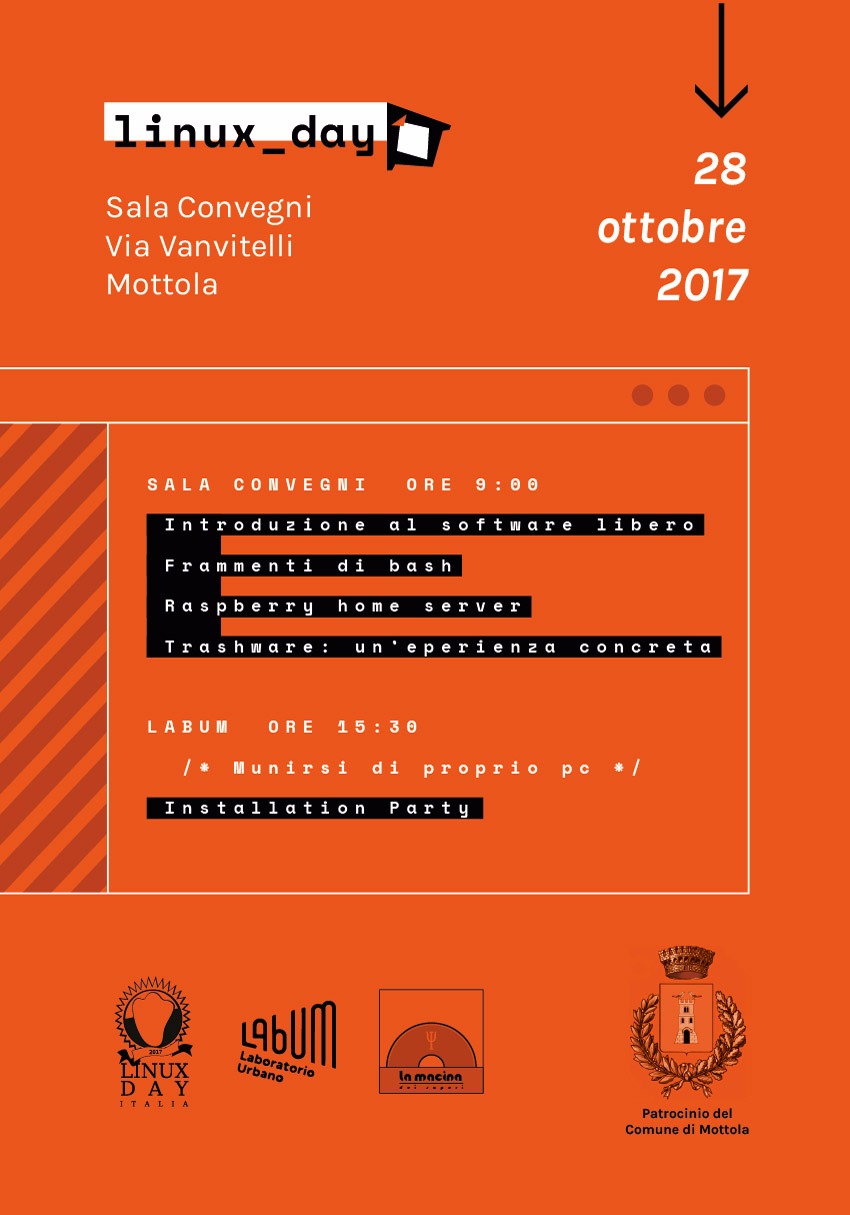 linux_day
Sala Convegni
Via Vanvitelli
Mottola
28
ottobre
2017
SALA CONVEGNI ORE 9:00
Introduzione al software libero
Frammenti di bash
Raspberry home server
Trashware: un'eperienza concreta
LABUM ORE 15:30
/* Munirsi di proprio pc */
Installation Party
2017
LINUX
DAY
ITALIA
LABUM
Laboratorio
Urbano
la macina
dei saperi
Patrocinio del
Comune di Mottola